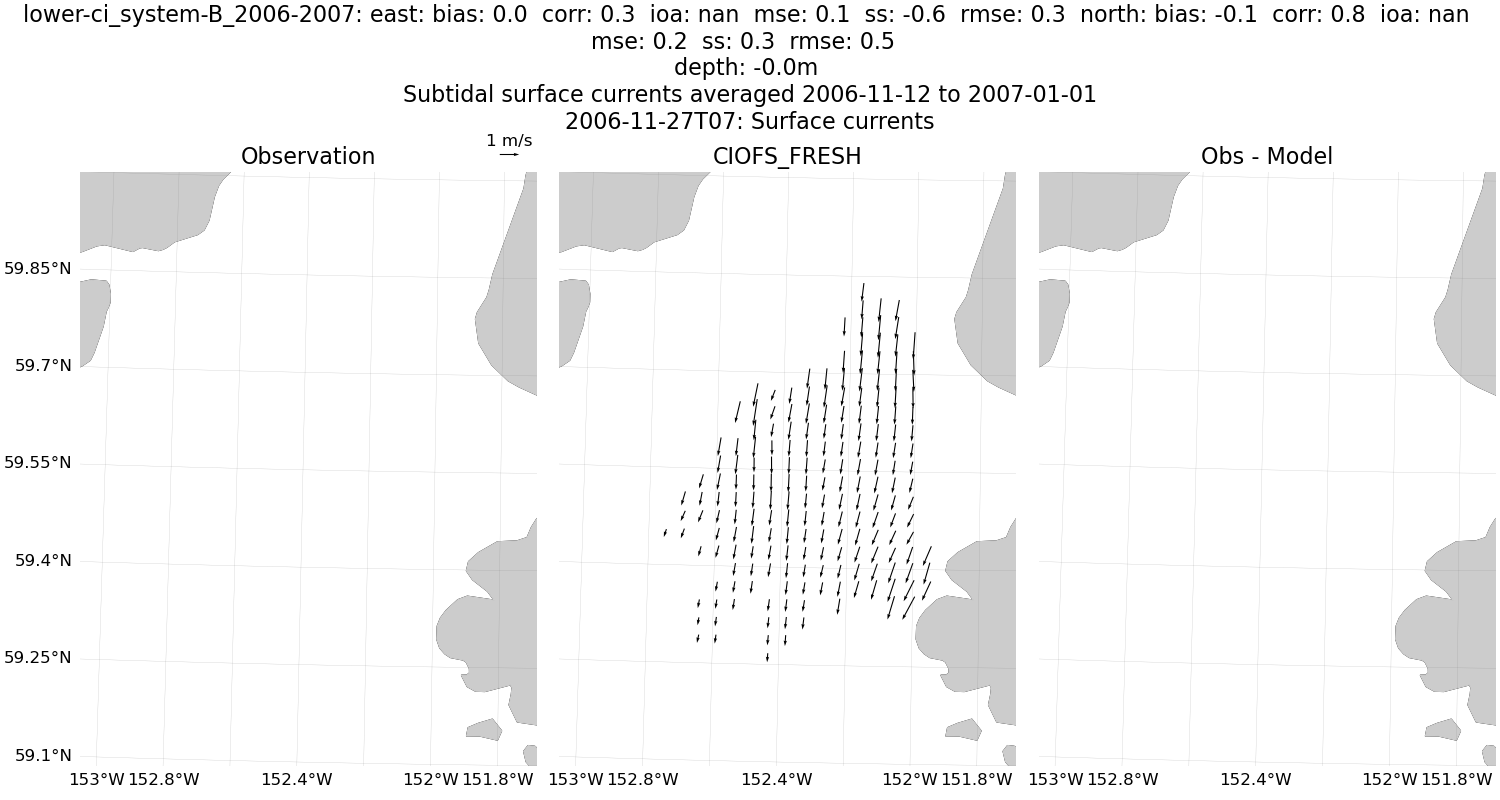 lower-ci_system-B_2006-2007: east: bias: 0.0  corr: 0.3  ioa: nan  mse: 0.1  ss: -0.6  rmse: 0.3  north: bias: -0.1  corr: 0.8  ioa: nan
mse: 0.2  ss: 0.3  rmse: 0.5
depth: -0.0m
Subtidal surface currents averaged 2006-11-12 to 2007-01-01
2006-11-27T07: Surface currents
1 m/s
Observation
CIOFS_FRESH
Obs - Model
59.85°N
59.7°N
59.55°N
59.4°N
59.25°N
59.1°N
153°W 152.8°W 152.4°W 152°W 151.8°W
153°W 152.8°W 152.4°W 152°W 151.8°W
153°W 152.8°W 152.4°W 152°W 151.8°W